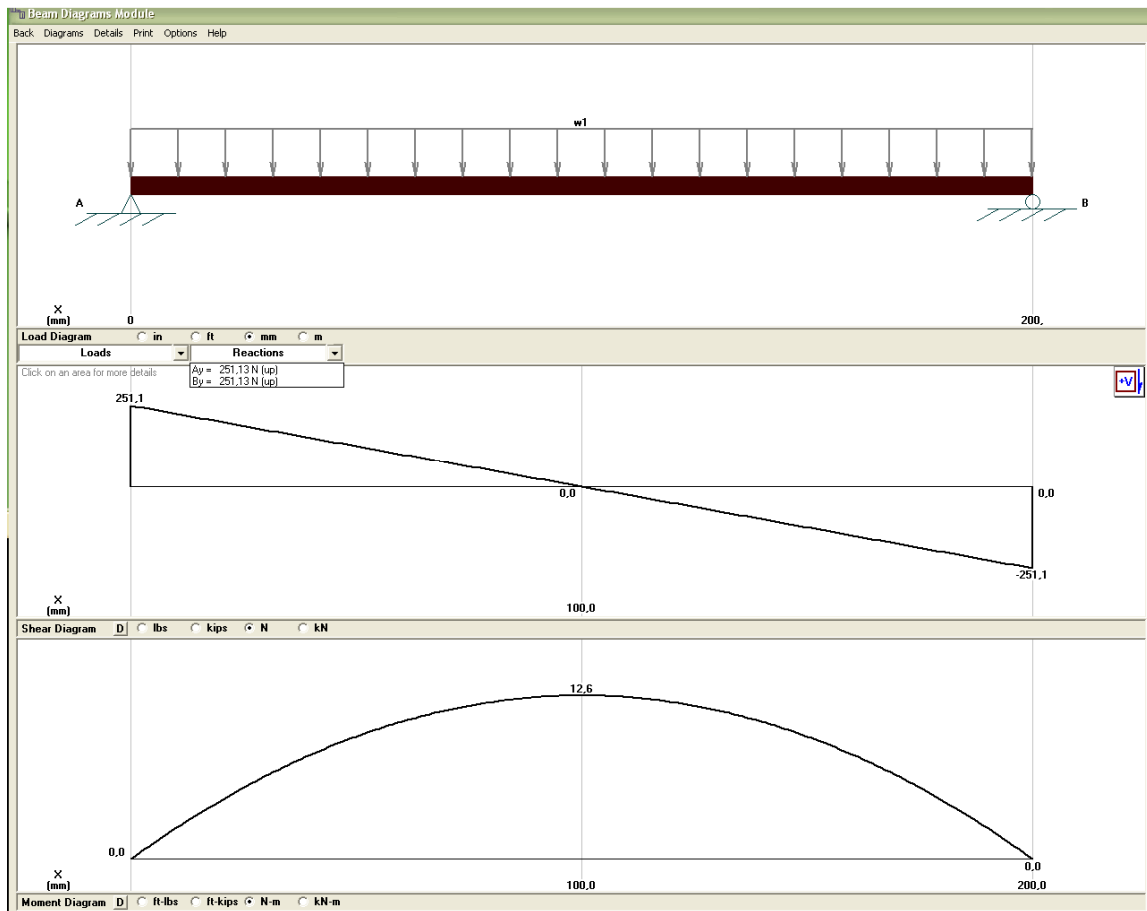 Beam Diagrams Module
Back Diagrams Details Print Options Help
w1
A
B
X
(mm)
0
200,
Load Diagram in ft mm m
Loads Reactions
Click on an area for more details
Ay = 251,13 N (up)
By = 251,13 N (up)
+V
251,1
0,0
0,0
-251,1
X
(mm)
100,0
Shear Diagram D lbs kips N kN
12,6
0,0
0,0
X
(mm)
100,0
200,0
Moment Diagram D ft-lbs ft-kips N-m kN-m